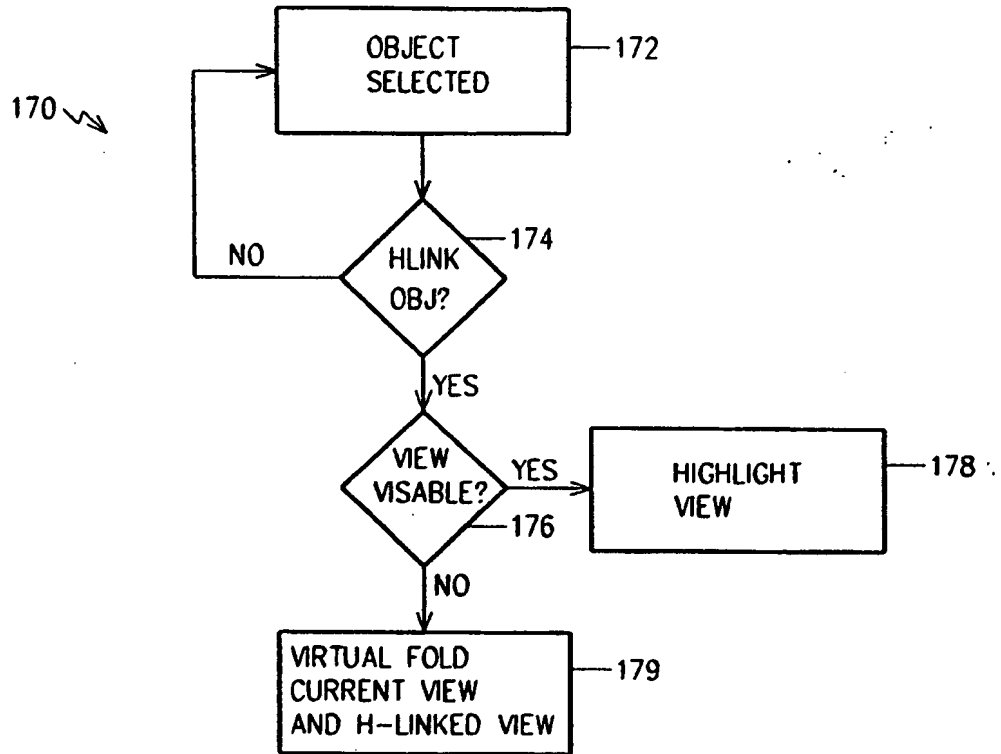 OBJECT
SELECTED
172
170
174
HLINK
OBJ?
NO
YES
VIEW
VISABLE?
YES
176
HIGHLIGHT
VIEW
178
NO
VIRTUAL FOLD
CURRENT VIEW
AND H-LINKED VIEW
179